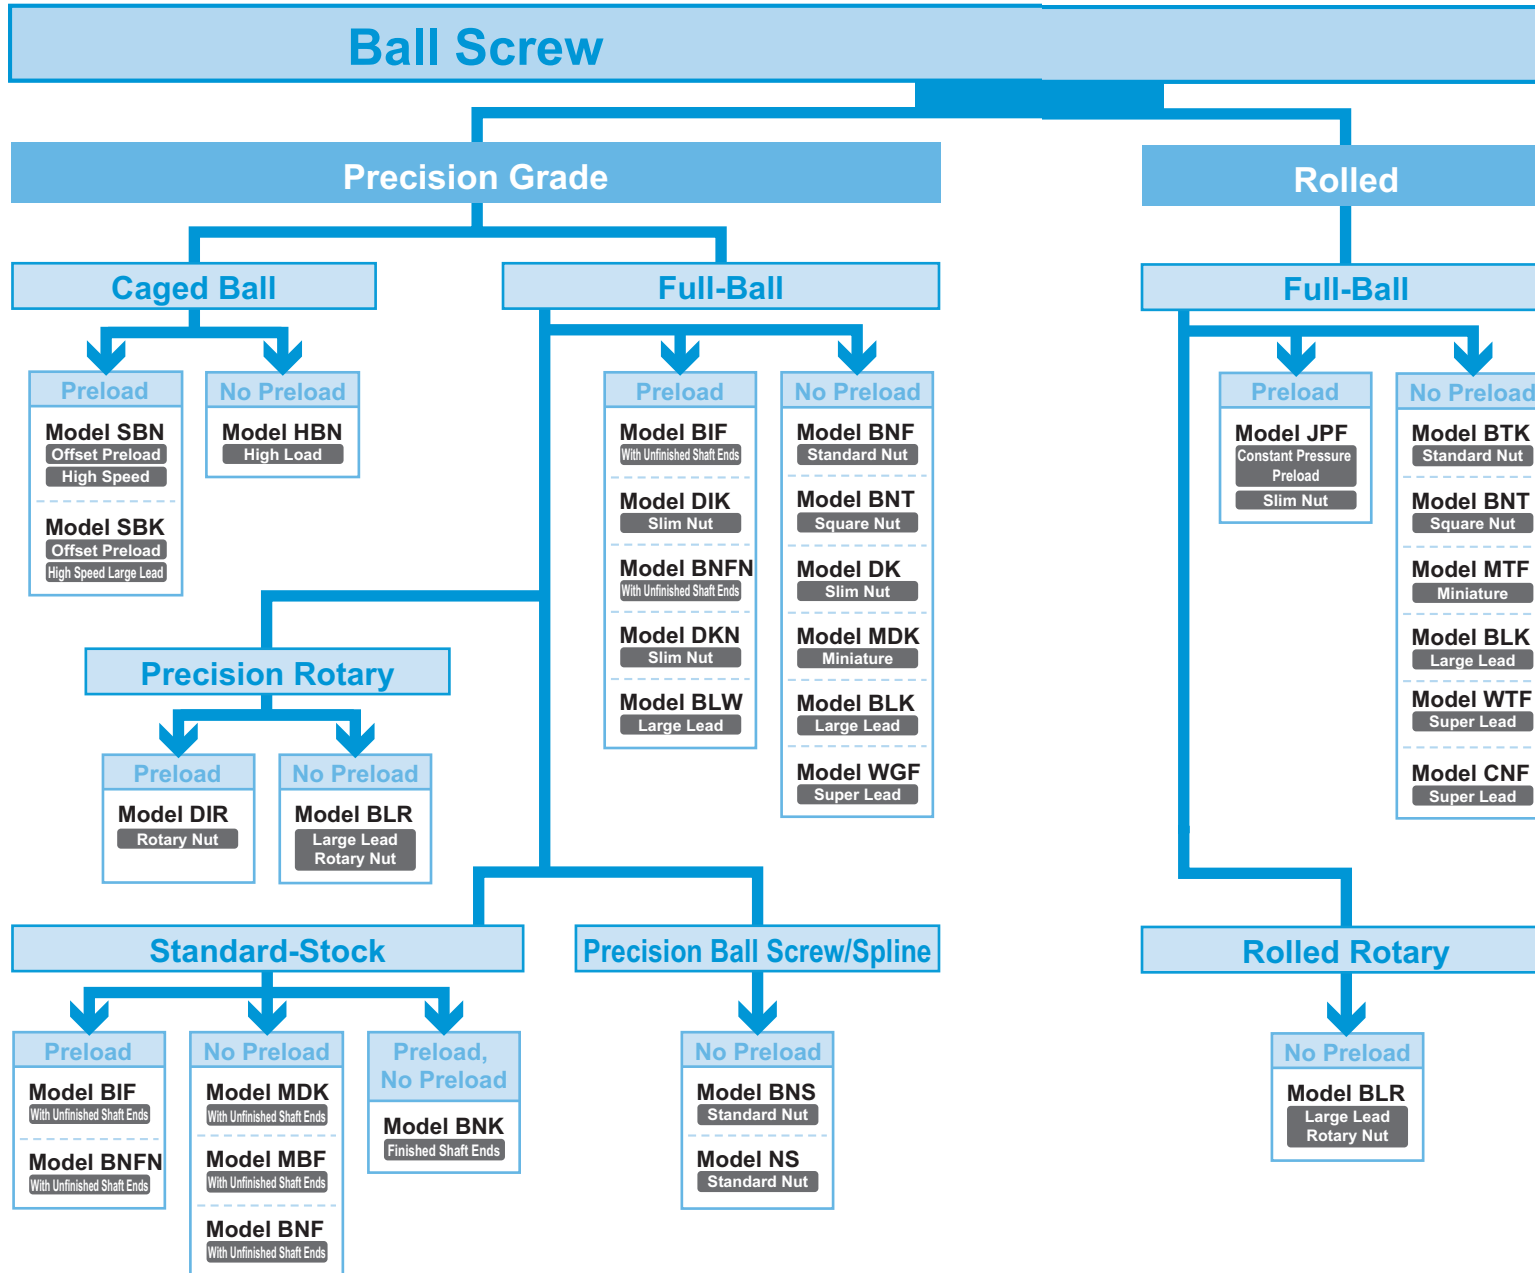 Ball Screw
Precision Grade
Rolled
Caged Ball
Full-Ball
Full-Ball
Preload
Model SBN
Offset Preload
High Speed
Model SBK
Offset Preload
High Speed Large Lead
No Preload
Model HBN
High Load
Preload
Model BIF
With Unfinished Shaft Ends
Model DIK
Slim Nut
Model BNFN
With Unfinished Shaft Ends
Model DKN
Slim Nut
Model BLW
Large Lead
No Preload
Model BNF
Standard Nut
Model BNT
Square Nut
Model DK
Slim Nut
Model MDK
Miniature
Model BLK
Large Lead
Model WGF
Super Lead
Preload
Model JPF
Constant Pressure
Preload
Slim Nut
No Preload
Model BTK
Standard Nut
Model BNT
Square Nut
Model MTF
Miniature
Model BLK
Large Lead
Model WTF
Super Lead
Model CNF
Super Lead
Precision Rotary
Preload
Model DIR
Rotary Nut
No Preload
Model BLR
Large Lead
Rotary Nut
Standard-Stock
Precision Ball Screw/Spline
Rolled Rotary
Preload
Model BIF
With Unfinished Shaft Ends
Model BNFN
With Unfinished Shaft Ends
No Preload
Model MDK
With Unfinished Shaft Ends
Model MBF
With Unfinished Shaft Ends
Model BNF
With Unfinished Shaft Ends
Preload,
No Preload
Model BNK
Finished Shaft Ends
No Preload
Model BNS
Standard Nut
Model NS
Standard Nut
No Preload
Model BLR
Large Lead
Rotary Nut